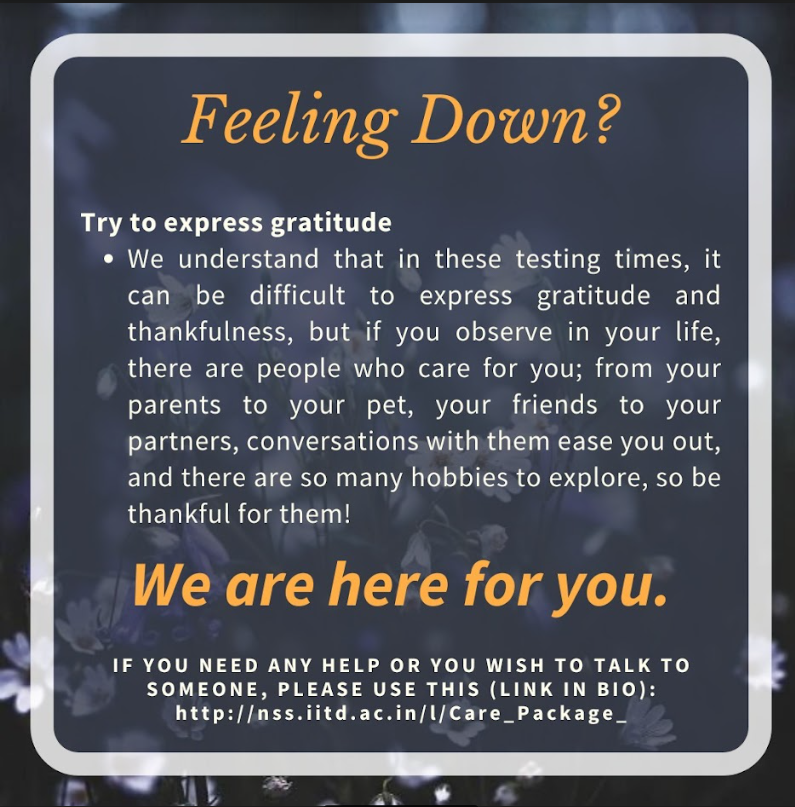 Feeling Down?
Try to express gratitude
• We understand that in these testing times, it
can be difficult to express gratitude and
thankfulness, but if you observe in your life,
there are people who care for you; from your
parents to your pet, your friends to your
partners, conversations with them ease you out,
and there are so many hobbies to explore, so be
thankful for them!
We are here for you.
IF YOU NEED ANY HELP OR YOU WISH TO TALK TO
SOMEONE, PLEASE USE THIS (LINK IN BIO):
http://nss.iitd.ac.in/l/Care_Package_